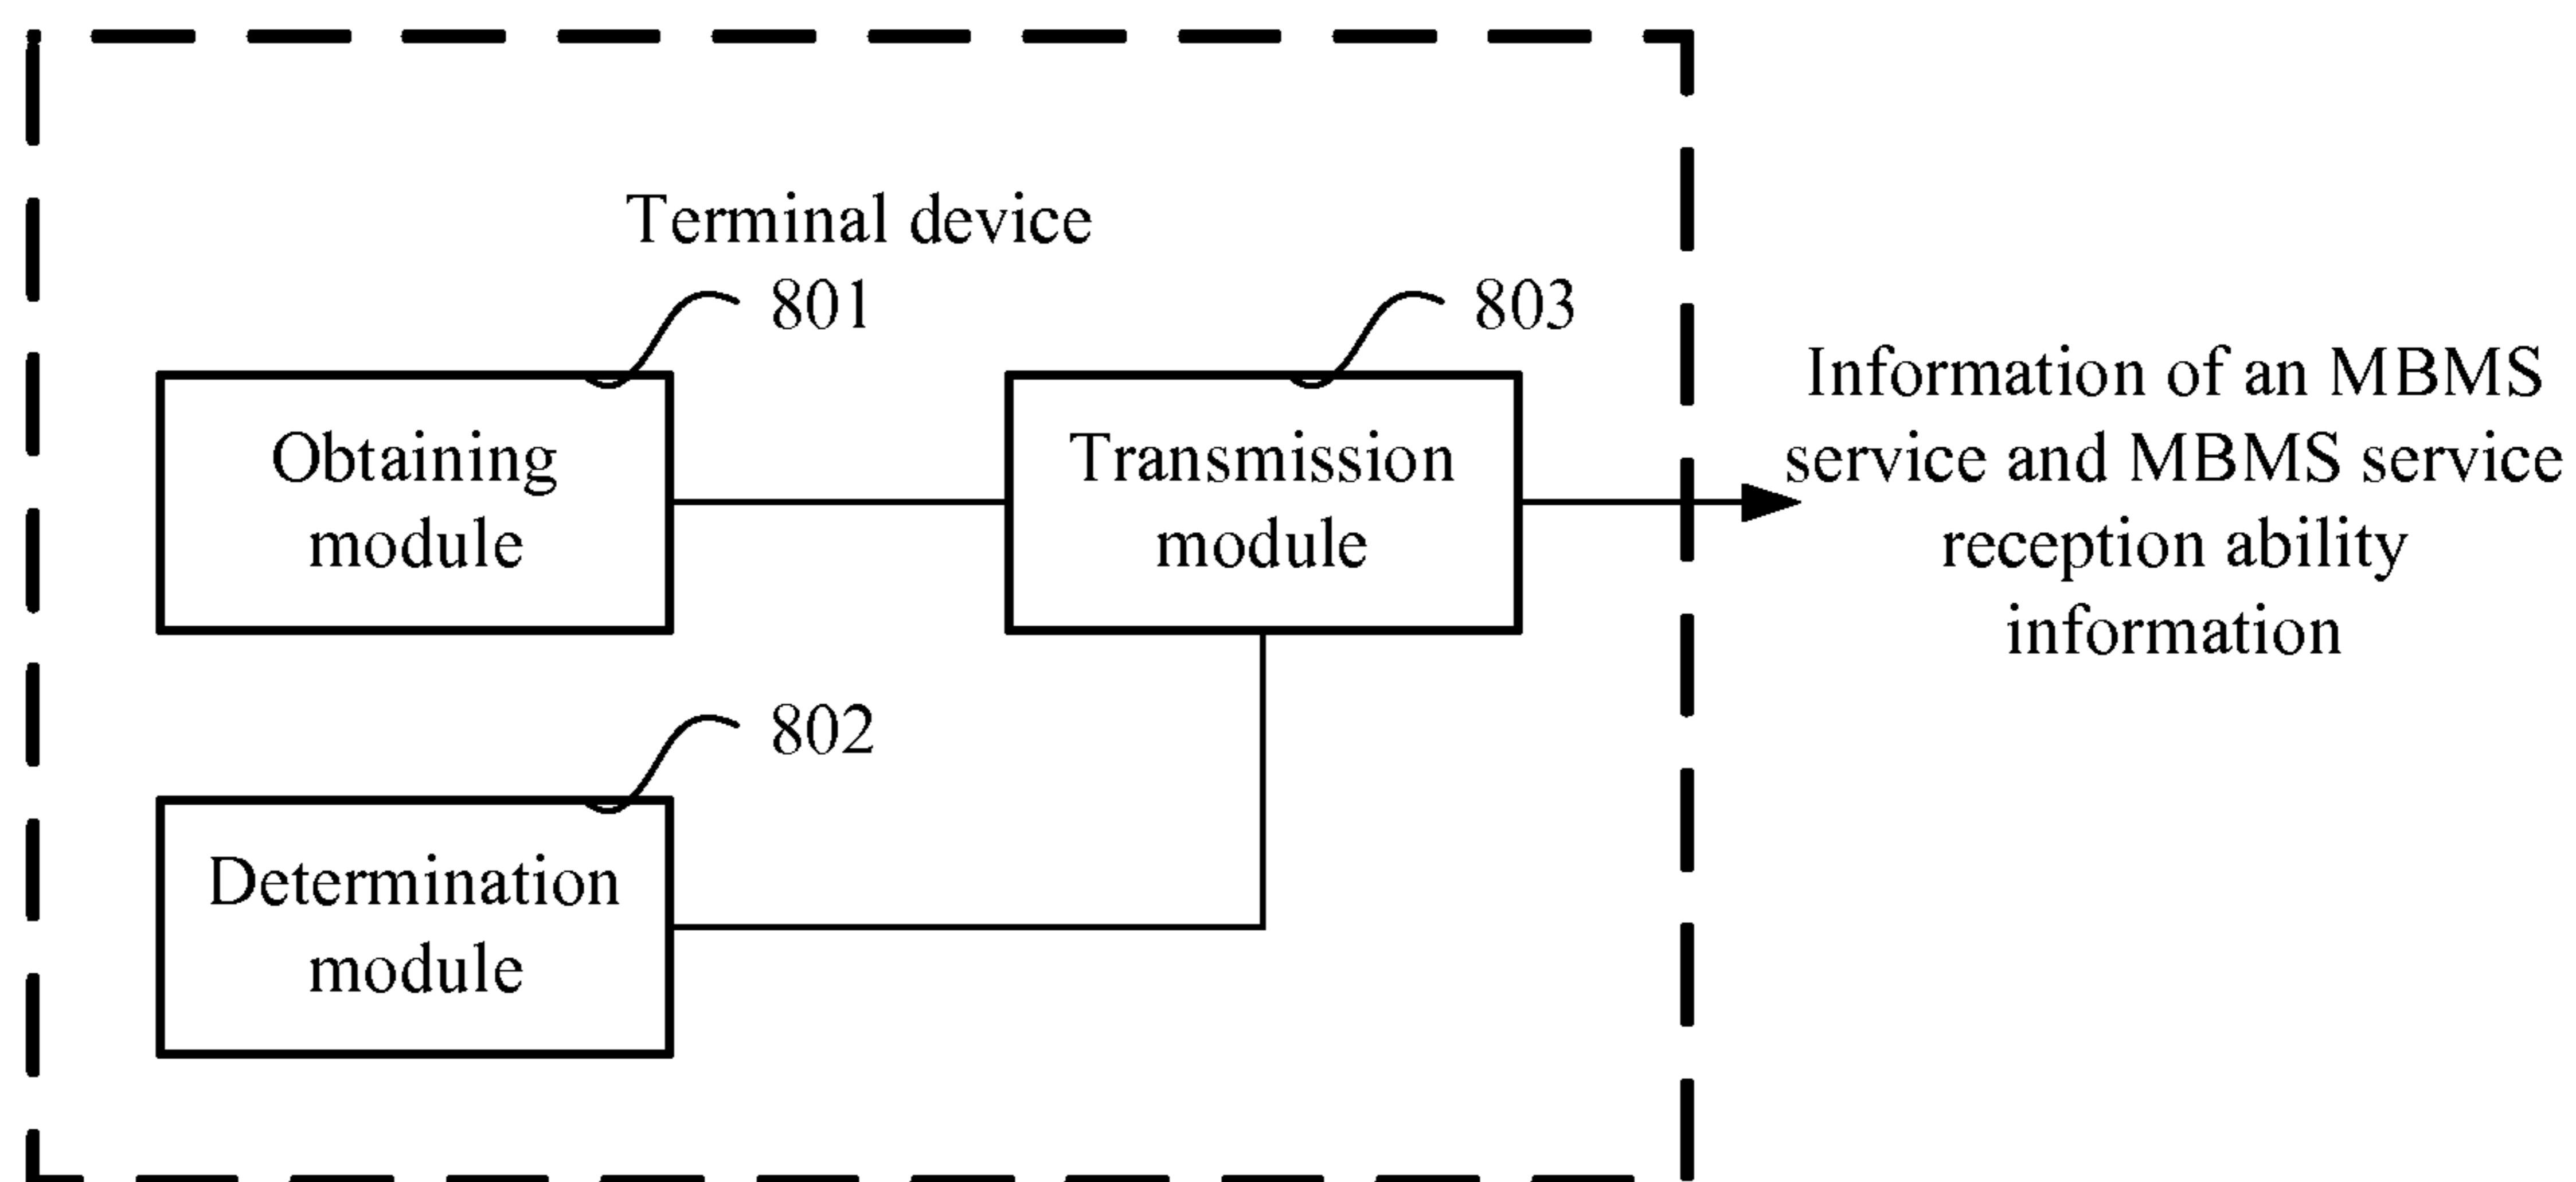 Terminal device
801
803
Obtaining
module
Transmission
module
Information of an MBMS
service and MBMS service
reception ability
information
802
Determination
module